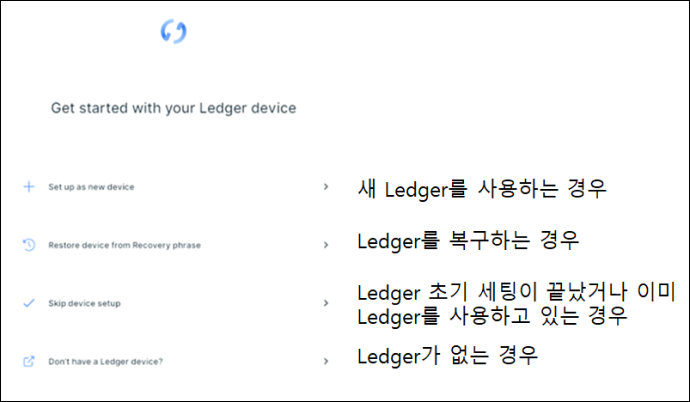 Get started with your Ledger device
Set up as new device
새 Ledger를 사용하는 경우
Restore device from Recovery phrase
Ledger를 복구하는 경우
Skip device setup
Ledger 초기 세팅이 끝났거나 이미
Ledger를 사용하고 있는 경우
Don't have a Ledger device?
Ledger가 없는 경우